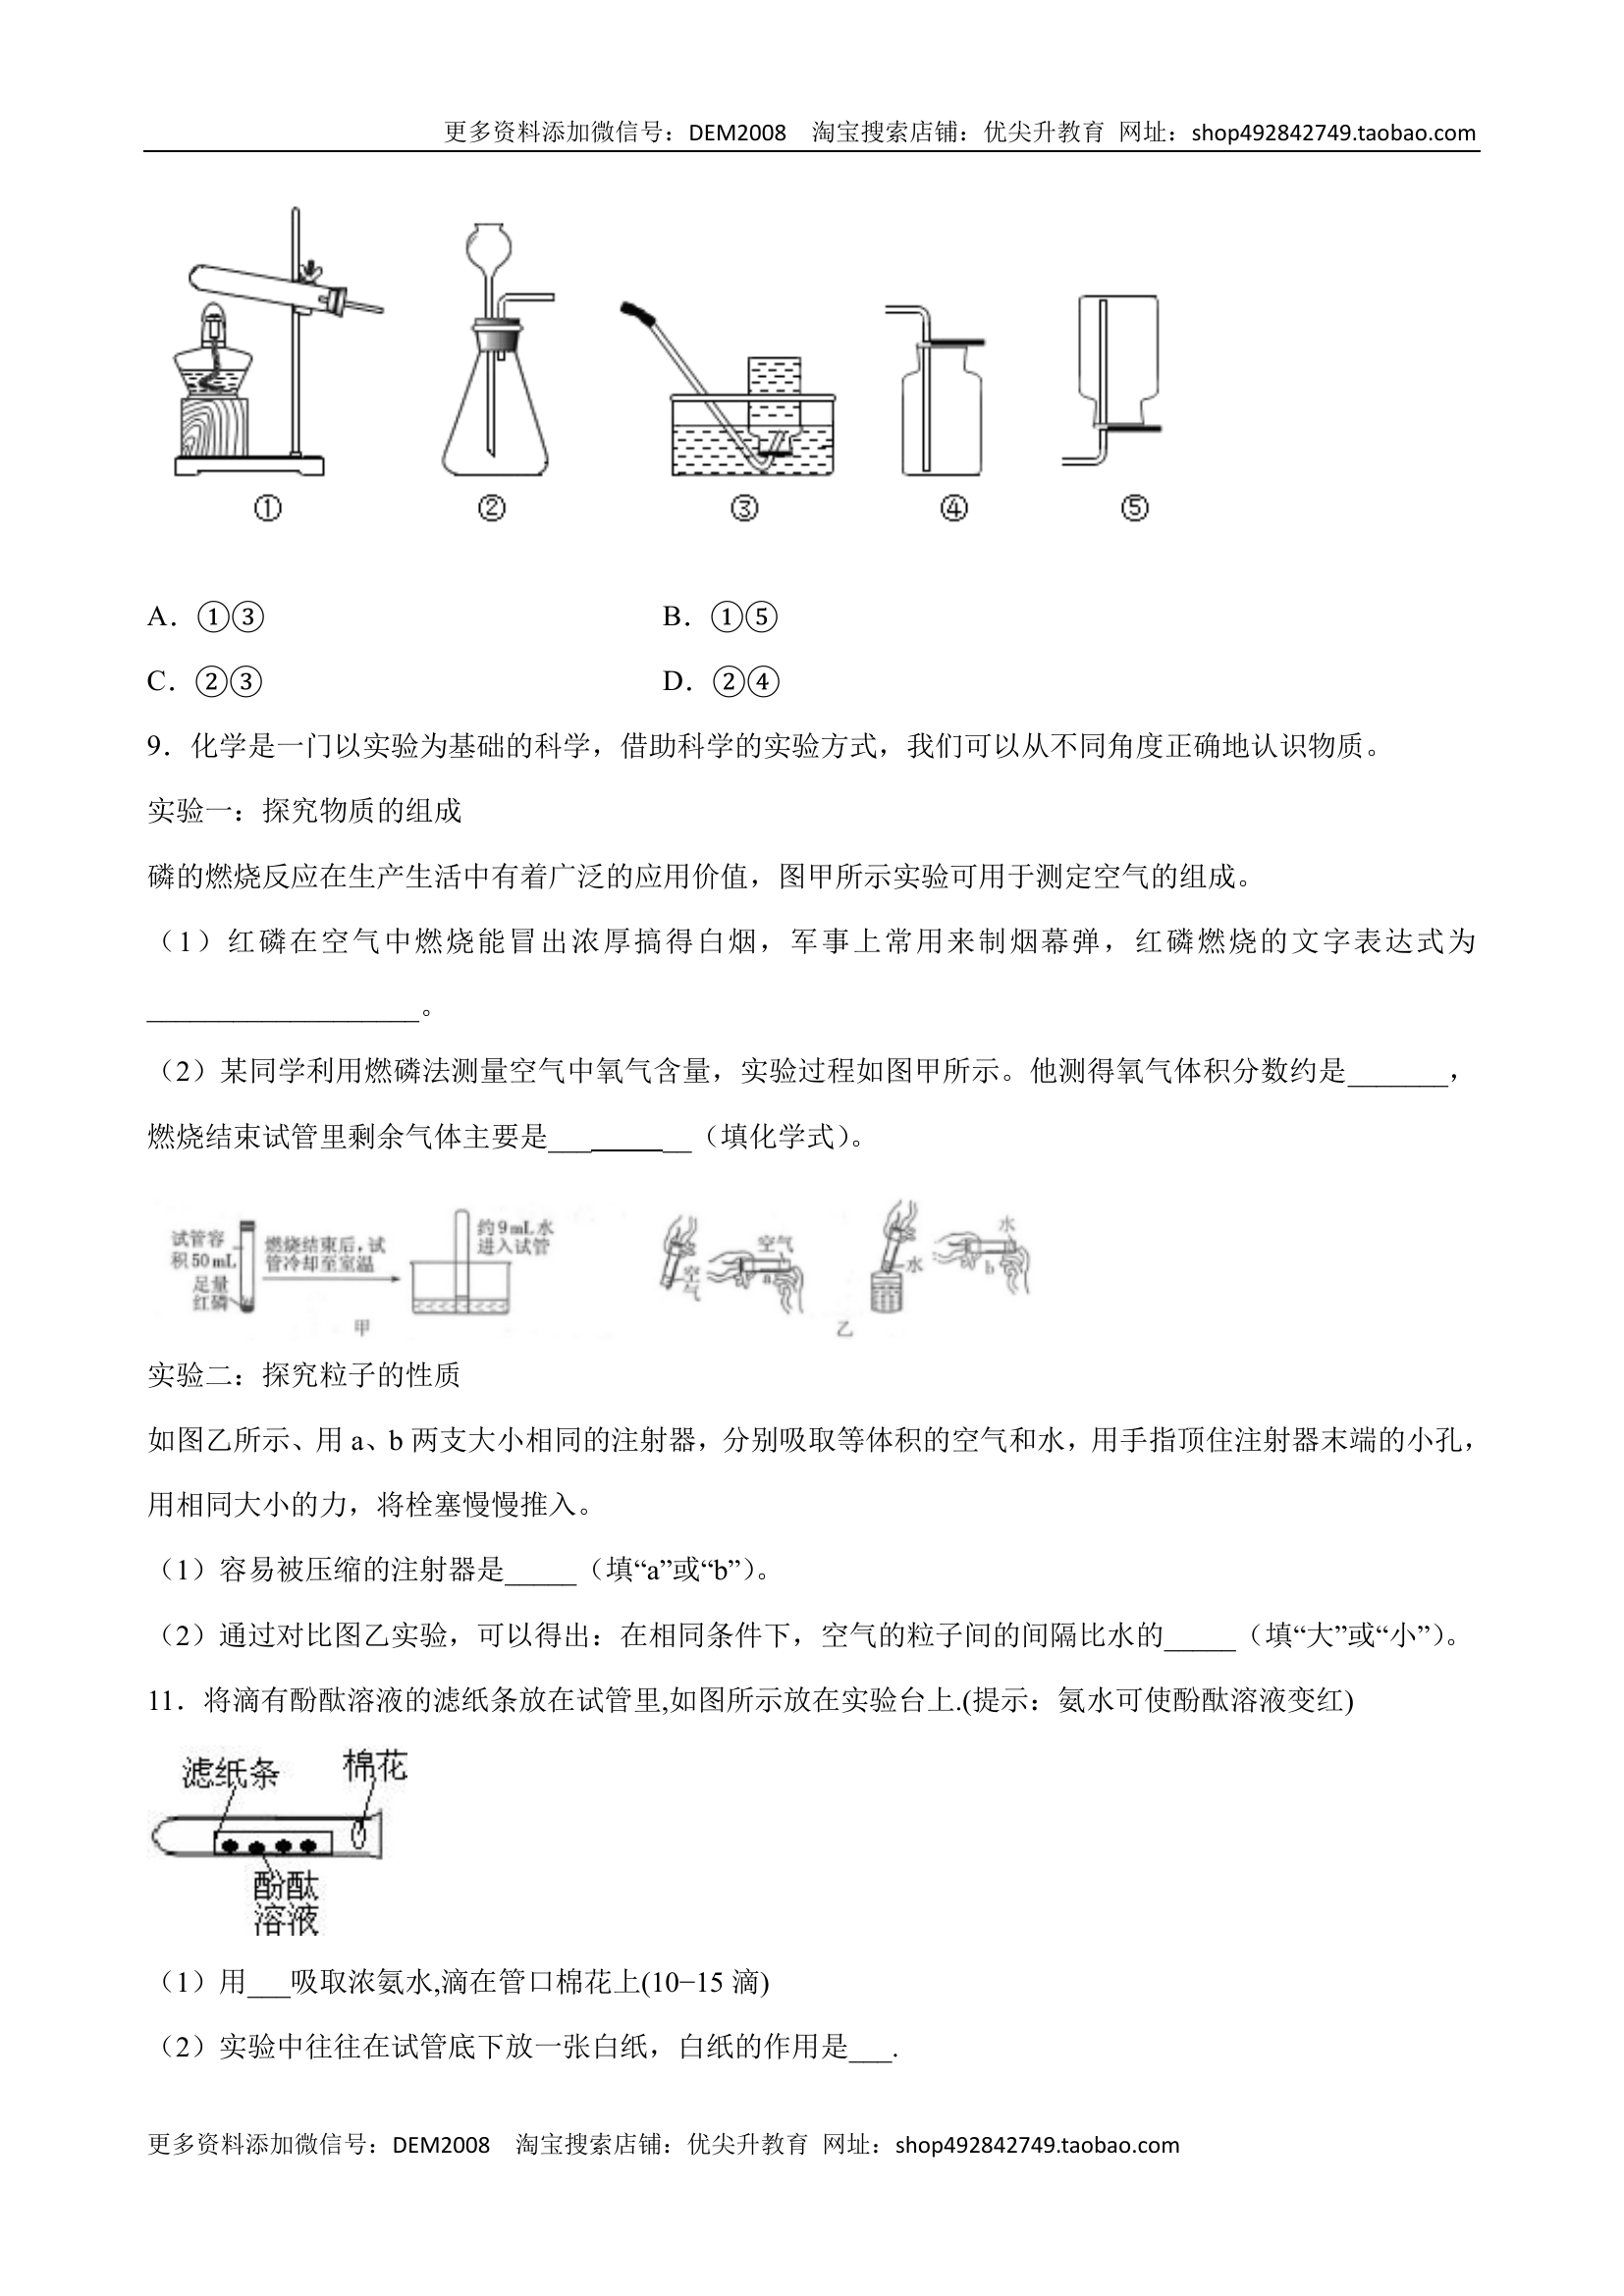 更多资料添加微信号：DEM2008 淘宝搜索店铺：优尖升教育 网址：shop492842749.taobao.com
① ② ③ ④ ⑤
A．①③ B．①⑤
C．②③ D．②④
9．化学是一门以实验为基础的科学，借助科学的实验方式，我们可以从不同角度正确地认识物质。
实验一：探究物质的组成
磷的燃烧反应在生产生活中有着广泛的应用价值，图甲所示实验可用于测定空气的组成。
（1）红磷在空气中燃烧能冒出浓厚搞得白烟，军事上常用来制烟幕弹，红磷燃烧的文字表达式为
___________________。
（2）某同学利用燃磷法测量空气中氧气含量，实验过程如图甲所示。他测得氧气体积分数约是_______，
燃烧结束试管里剩余气体主要是__________（填化学式）。
试管容积50mL
足量红磷
燃烧结束后，试管冷却至室温
约9mL水进入试管
甲
空气
空气
a
水
水
b
乙
实验二：探究粒子的性质
如图乙所示、用 a、b 两支大小相同的注射器，分别吸取等体积的空气和水，用手指顶住注射器末端的小孔，
用相同大小的力，将栓塞慢慢推入。
（1）容易被压缩的注射器是_____（填“a”或“b”）。
（2）通过对比图乙实验，可以得出：在相同条件下，空气的粒子间的间隔比水的_____（填“大”或“小”）。
11．将滴有酚酞溶液的滤纸条放在试管里,如图所示放在实验台上.(提示：氨水可使酚酞溶液变红)
滤纸条 棉花
酚酞
溶液
（1）用___吸取浓氨水,滴在管口棉花上(10−15 滴)
（2）实验中往往在试管底下放一张白纸，白纸的作用是___.
更多资料添加微信号：DEM2008 淘宝搜索店铺：优尖升教育 网址：shop492842749.taobao.com